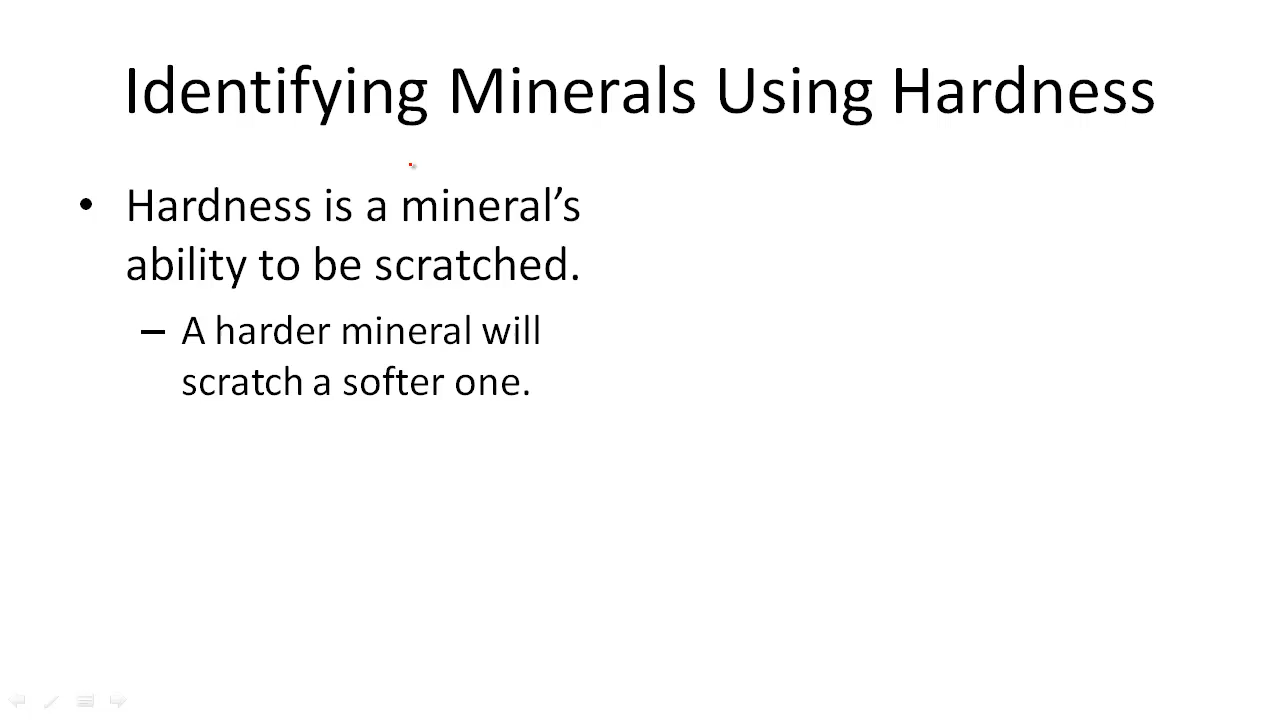 Identifying Minerals Using Hardness
• Hardness is a mineral’s
ability to be scratched.
– A harder mineral will
scratch a softer one.